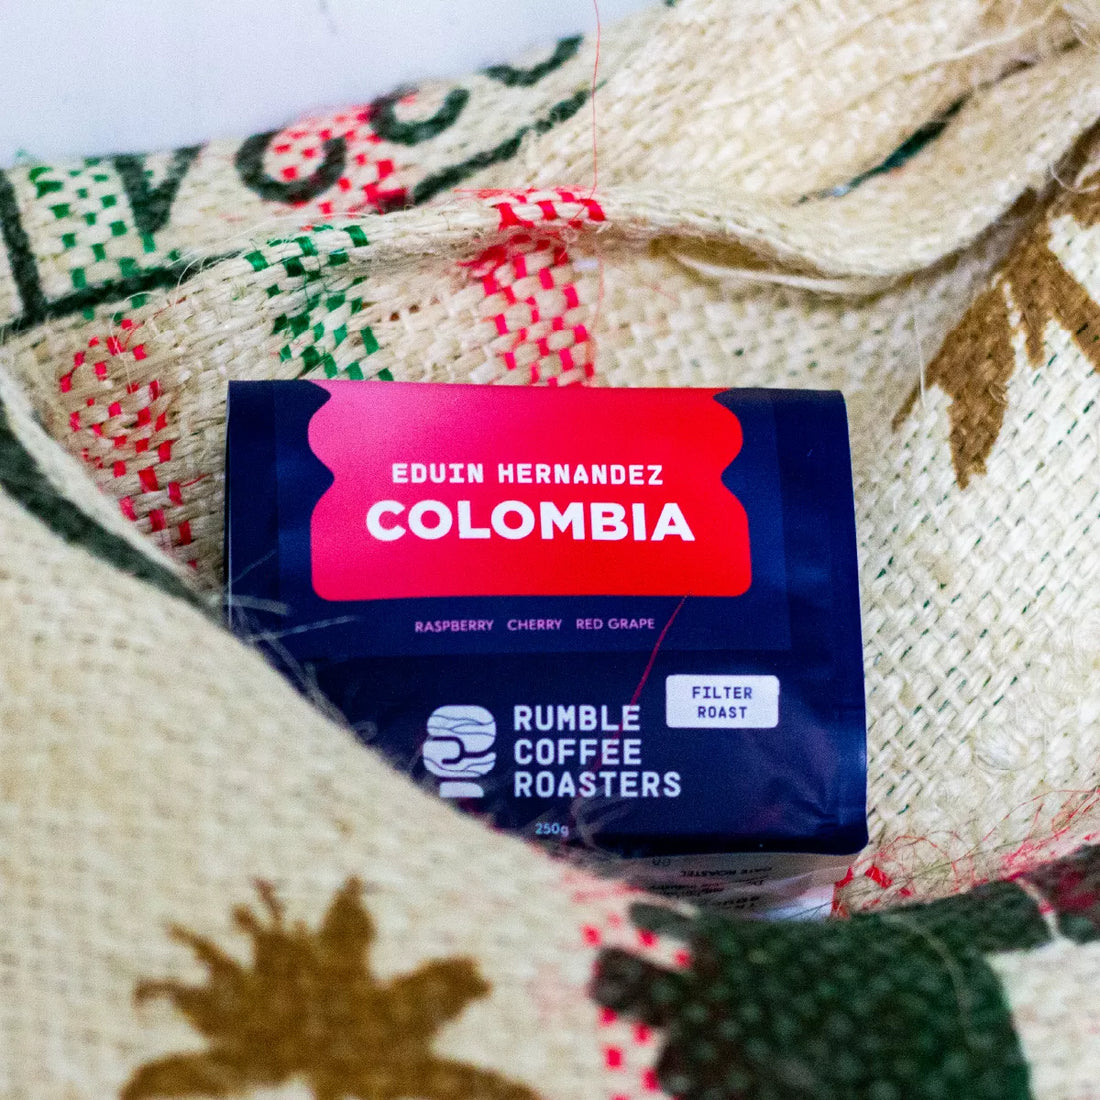 EDUIN HERNANDEZ
COLOMBIA
RASPBERRY CHERRY RED GRAPE
FILTER
ROAST
RUMBLE
COFFEE
ROASTERS
250g